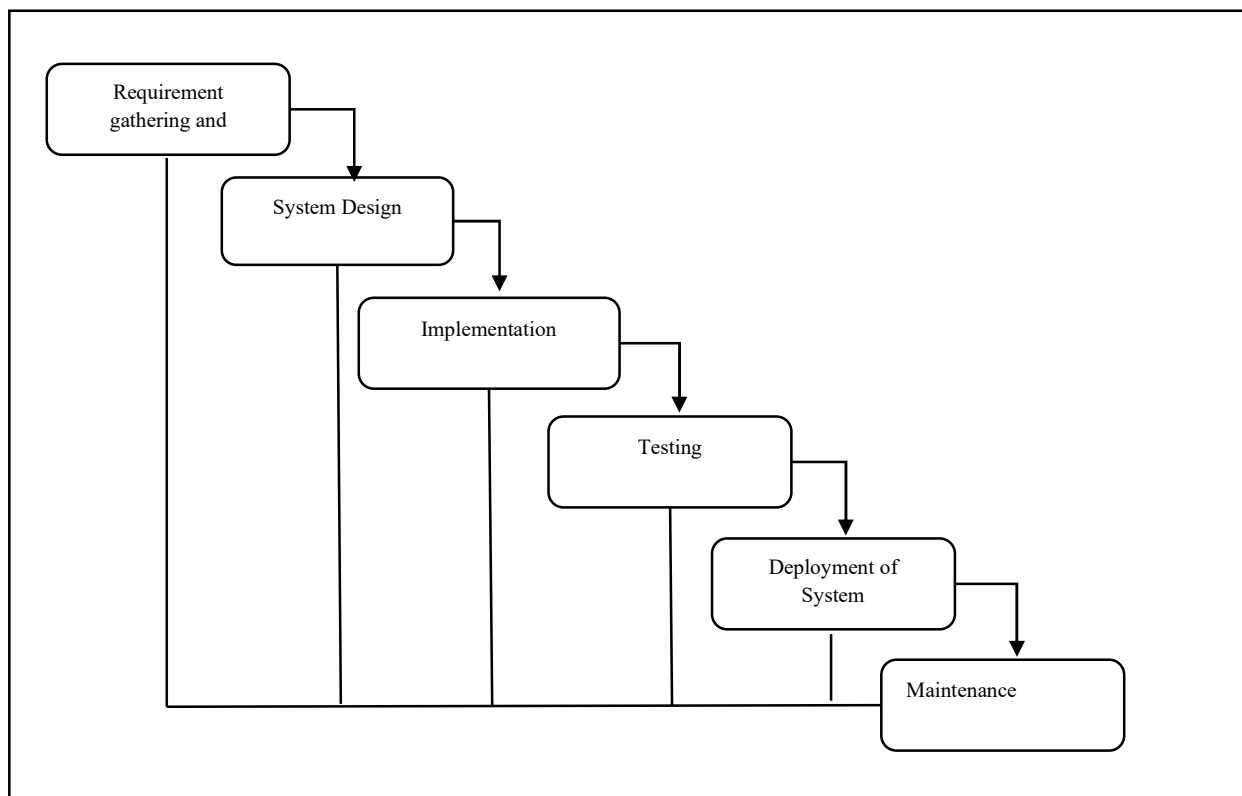 Requirement
gathering and
System Design
Implementation
Testing
Deployment of
System
Maintenance